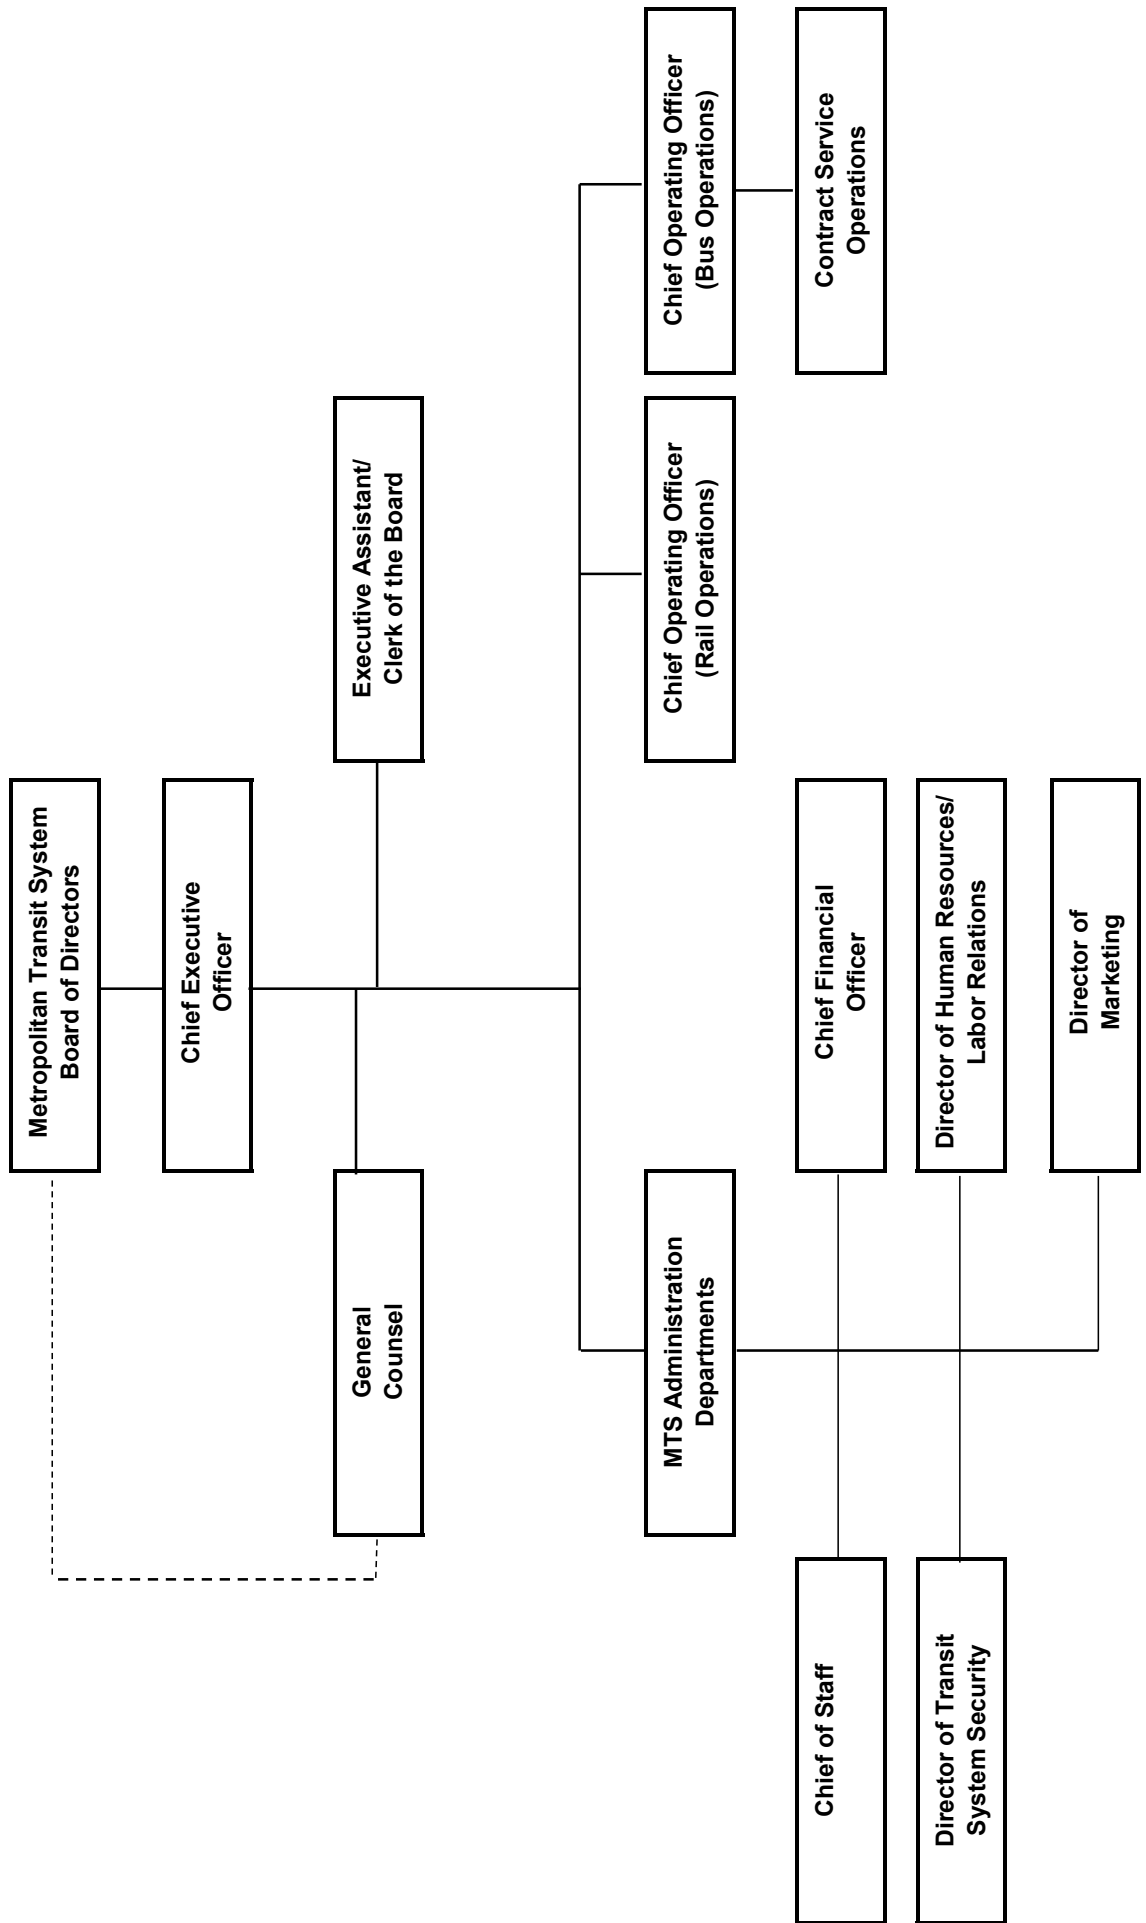 Metropolitan Transit System
Board of Directors
Chief Executive
Officer
General
Counsel
Executive Assistant/
Clerk of the Board
MTS Administration
Departments
Chief Operating Officer
(Rail Operations)
Chief Operating Officer
(Bus Operations)
Chief of Staff
Chief Financial
Officer
Contract Service
Operations
Director of Transit
System Security
Director of Human Resources/
Labor Relations
Director of
Marketing